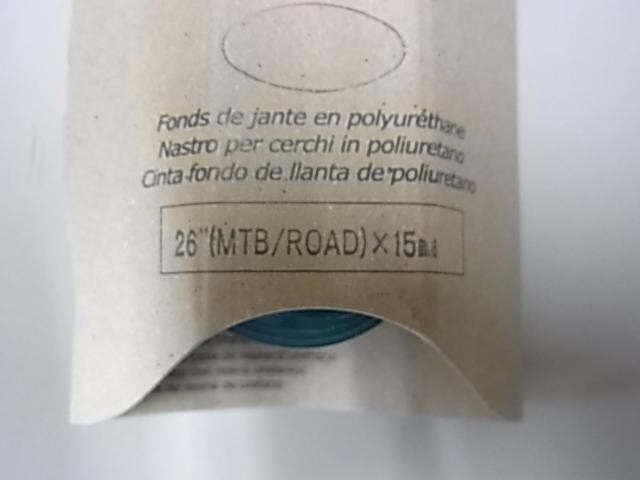 Fonds de jante en polyuréthane
Nastro per cerchi in poliuretano
Cinta fondo de llanta de poliuretano
26"(MTB/ROAD)×15mm